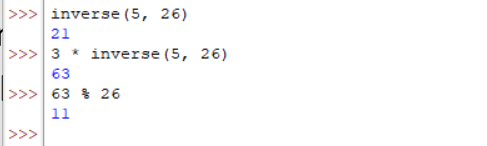 >>> inverse(5, 26)
21
>>> 3 * inverse(5, 26)
63
>>> 63 % 26
11
>>>